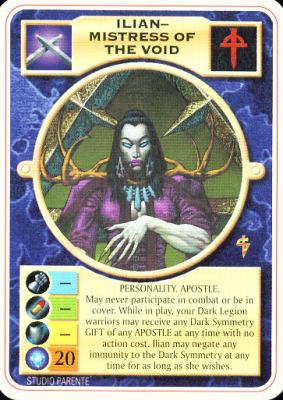 ILIAN–
MISTRESS OF
THE VOID
PERSONALITY. APOSTLE.
May never participate in combat or be in
cover. While in play, your Dark Legion
warriors may receive any Dark Symmetry
GIFT of any APOSTLE at any time with no
action cost. Ilian may negate any
immunity to the Dark Symmetry at any
time for as long as she wishes.
–
–
–
20
STUDIO PARENTE